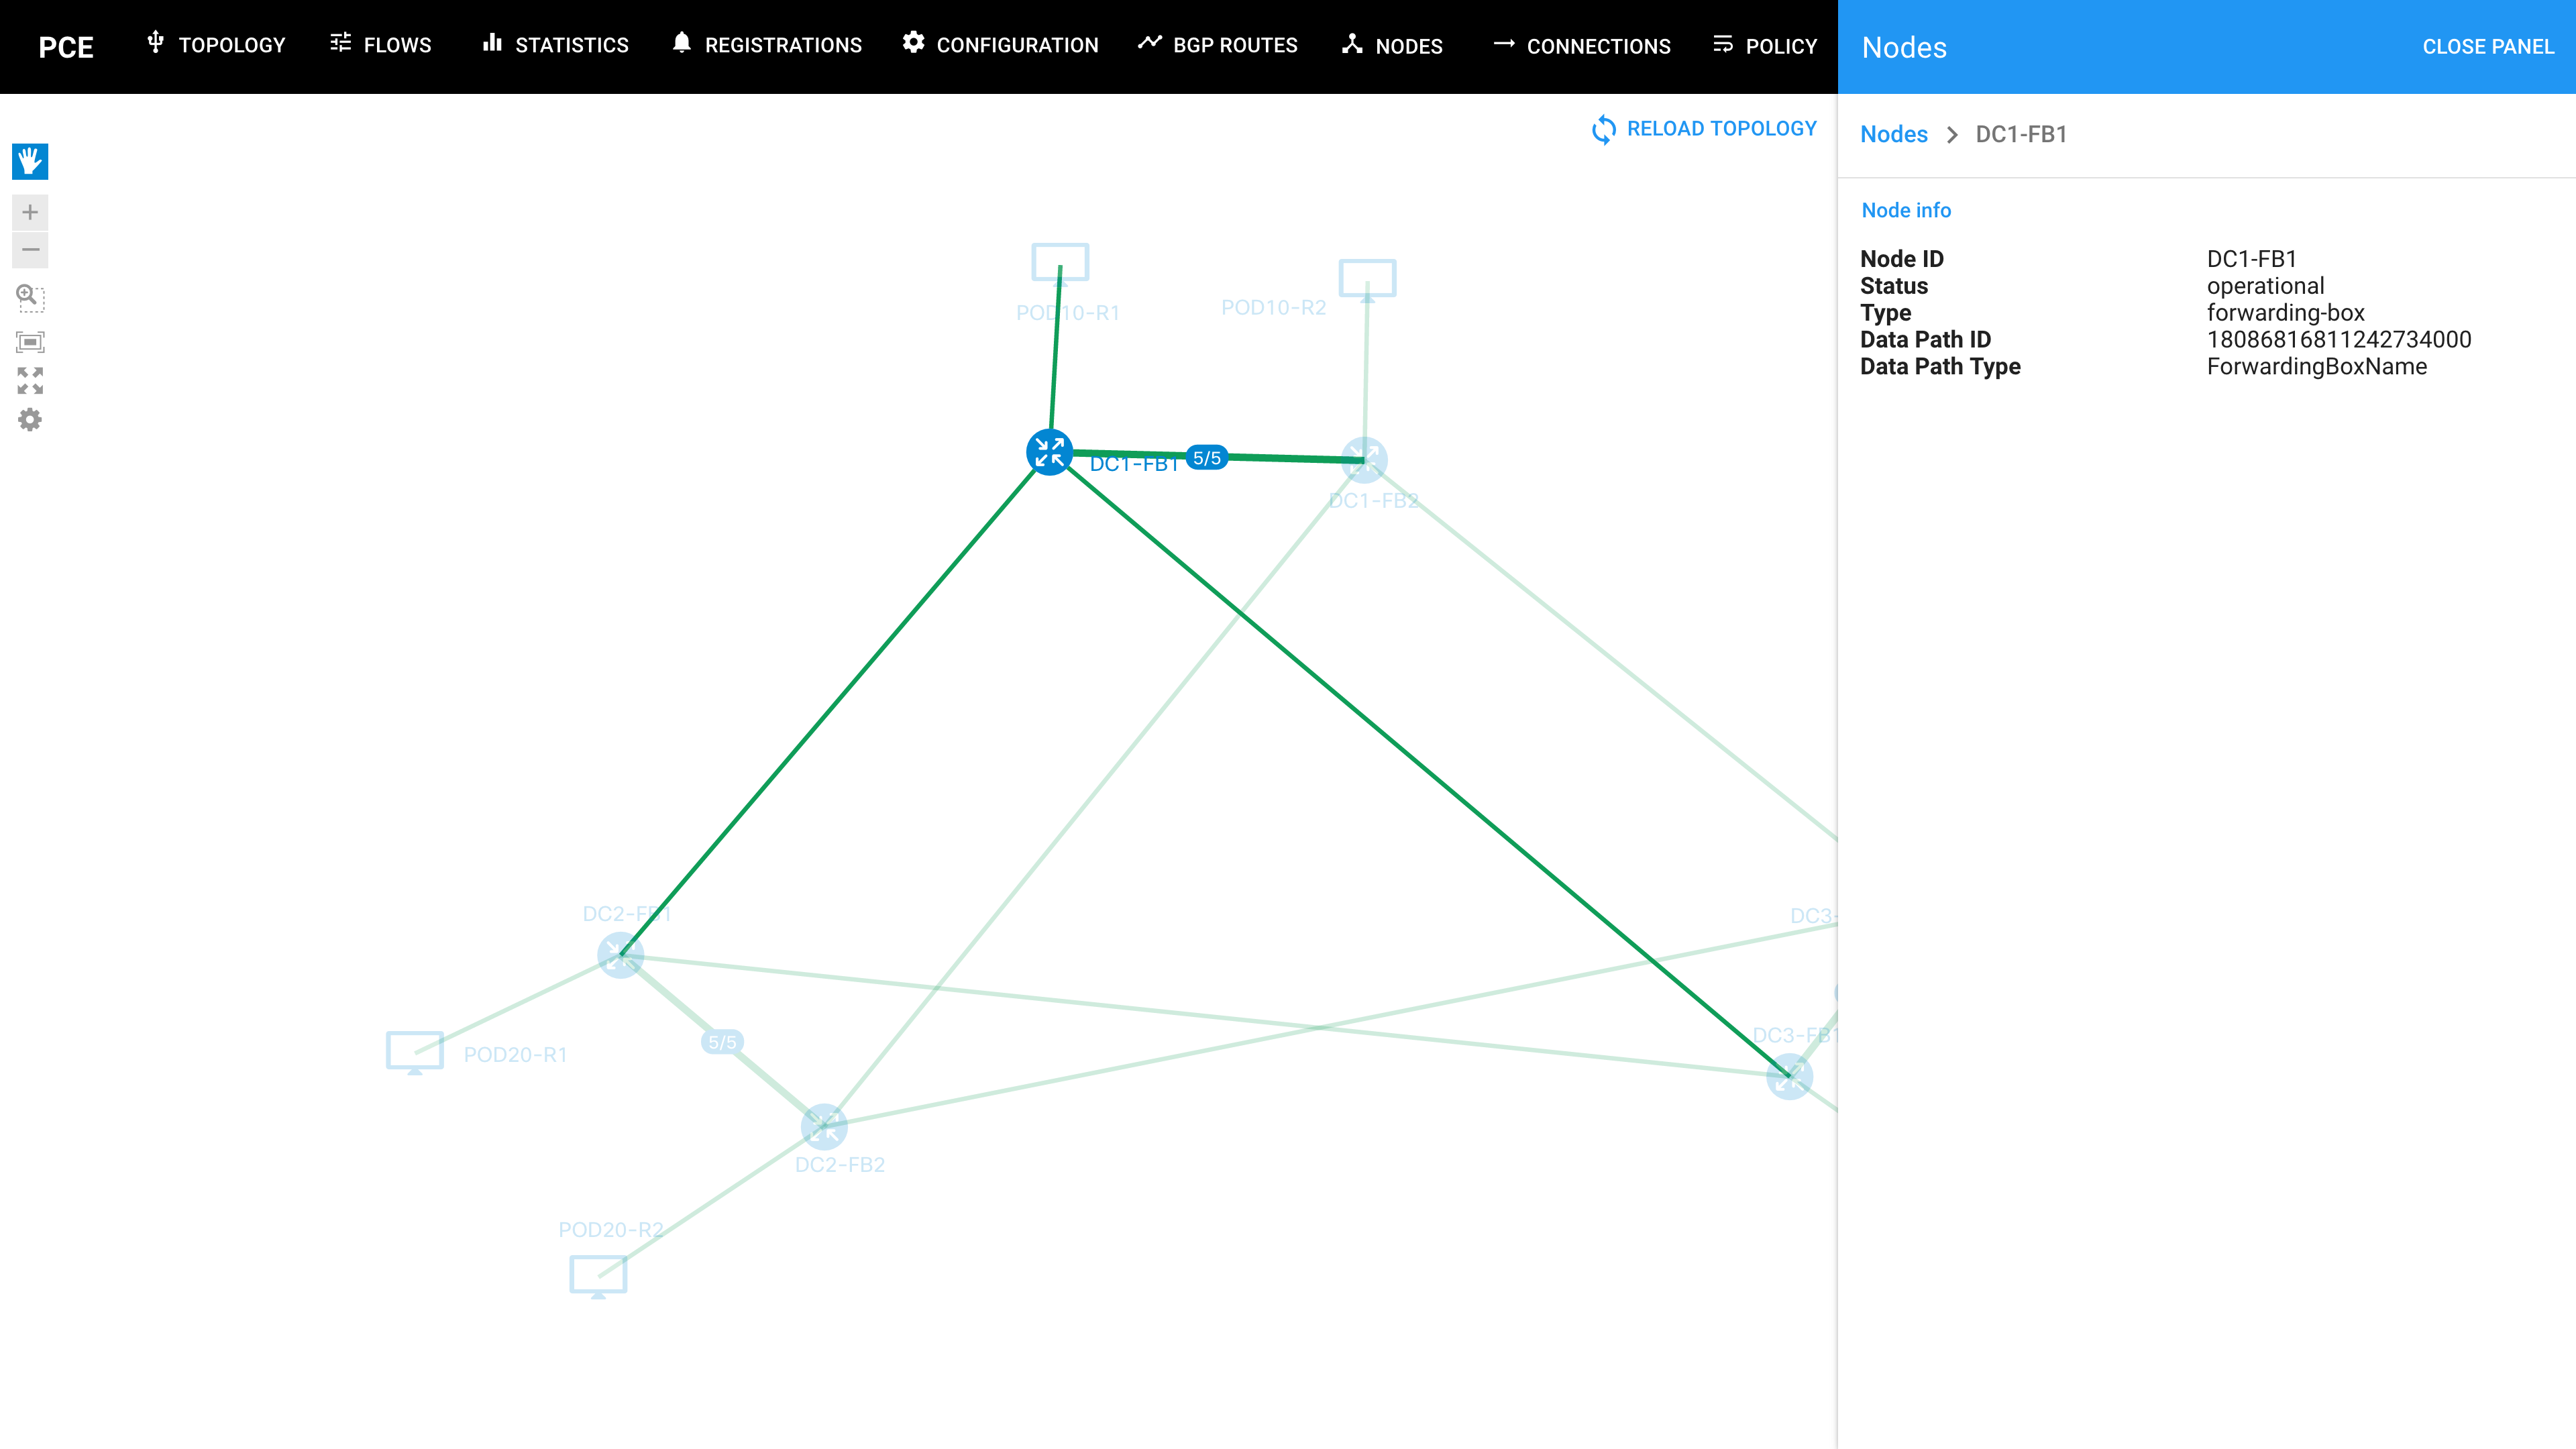 PCE TOPOLOGY FLOWS STATISTICS REGISTRATIONS CONFIGURATION BGP ROUTES NODES CONNECTIONS POLICY
Nodes CLOSE PANEL
RELOAD TOPOLOGY
Nodes > DC1-FB1
Node info
Node ID DC1-FB1
Status operational
Type forwarding-box
Data Path ID 18086816811242734000
Data Path Type ForwardingBoxName
POD10-R1
POD10-R2
DC1-FB1 5/5
DC1-FB2
DC2-FB1
DC3-
DC3-FB1
5/5
POD20-R1
DC2-FB2
POD20-R2